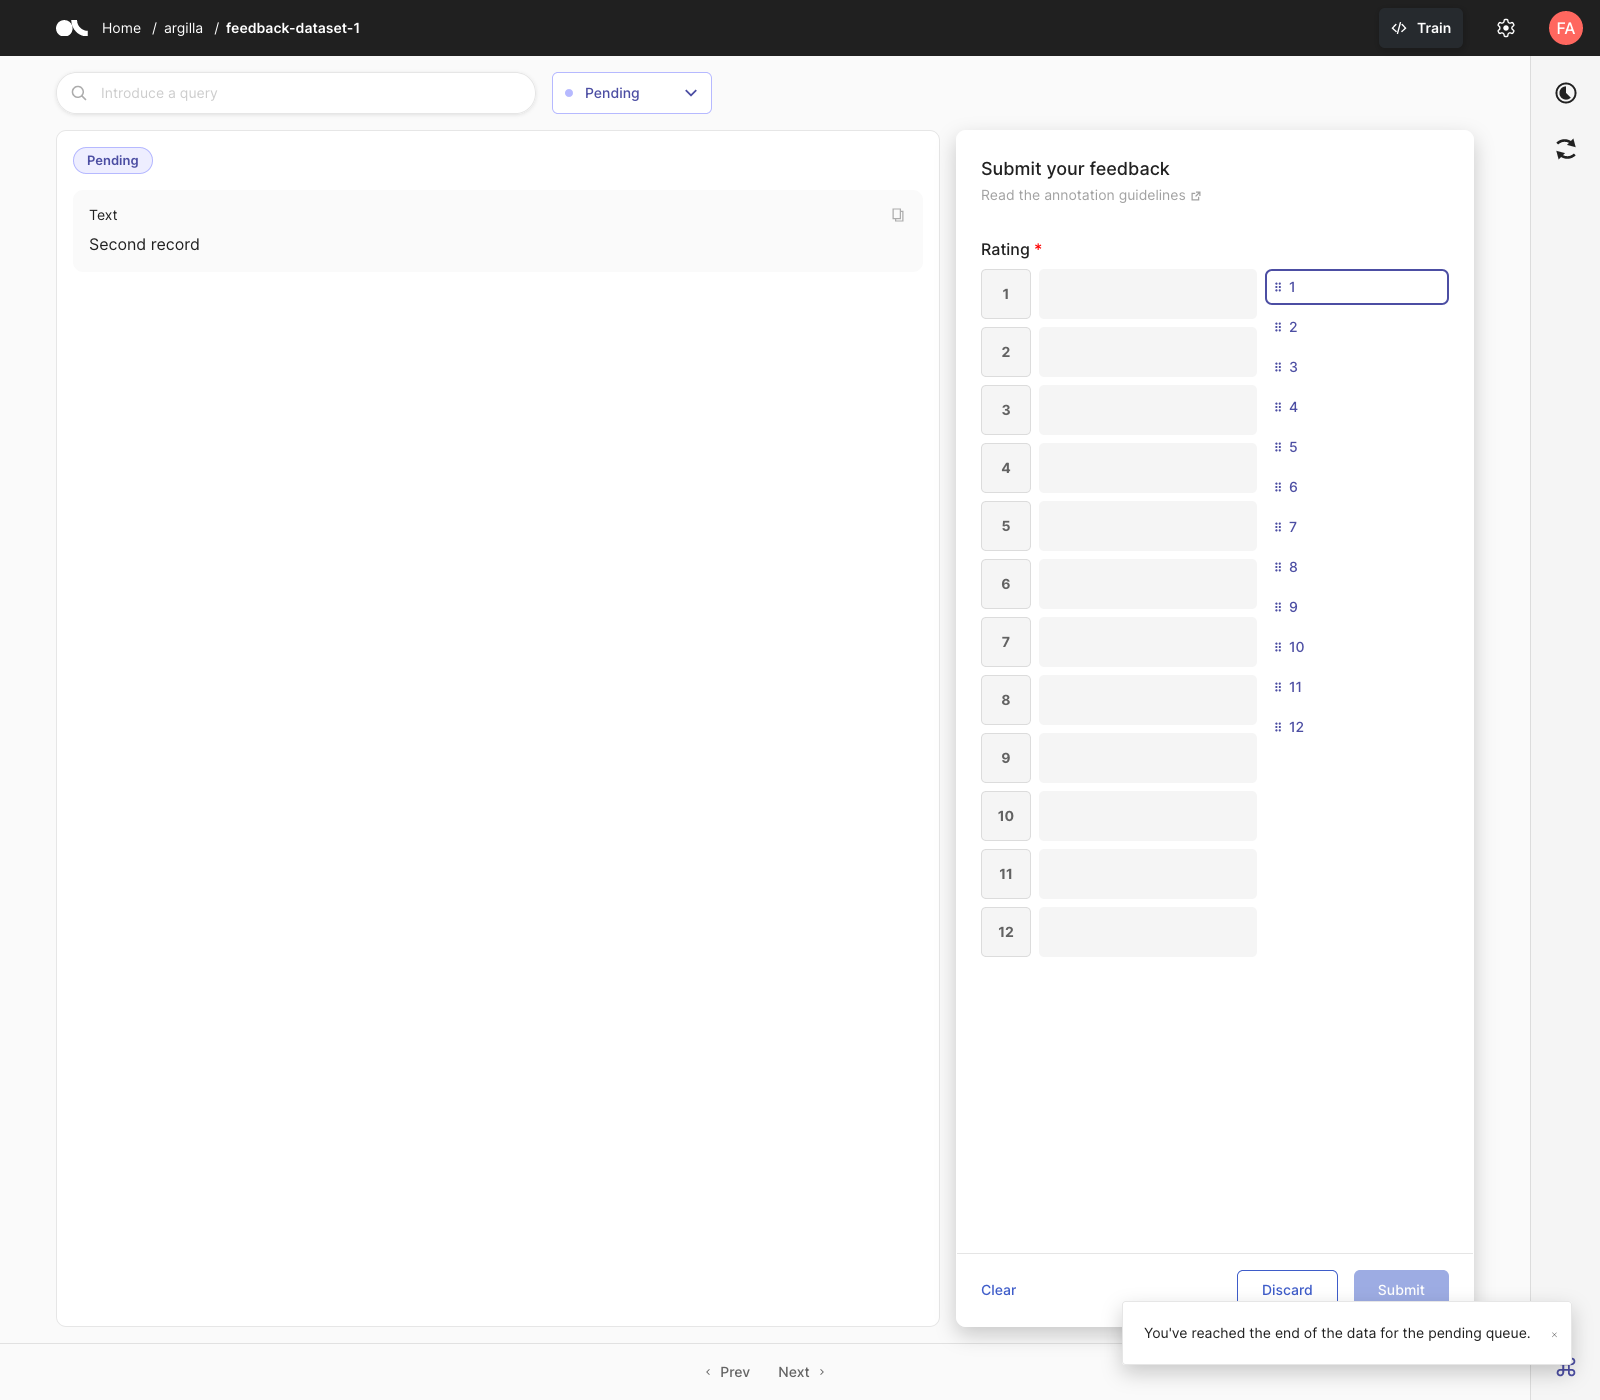 Home / argilla / feedback-dataset-1
Train
FA
Introduce a query
Pending
Pending
Text
Second record
Submit your feedback
Read the annotation guidelines
Rating *
1
2
3
4
5
6
7
8
9
10
11
12
1
2
3
4
5
6
7
8
9
10
11
12
Clear
Discard
Submit
You've reached the end of the data for the pending queue.
Prev
Next